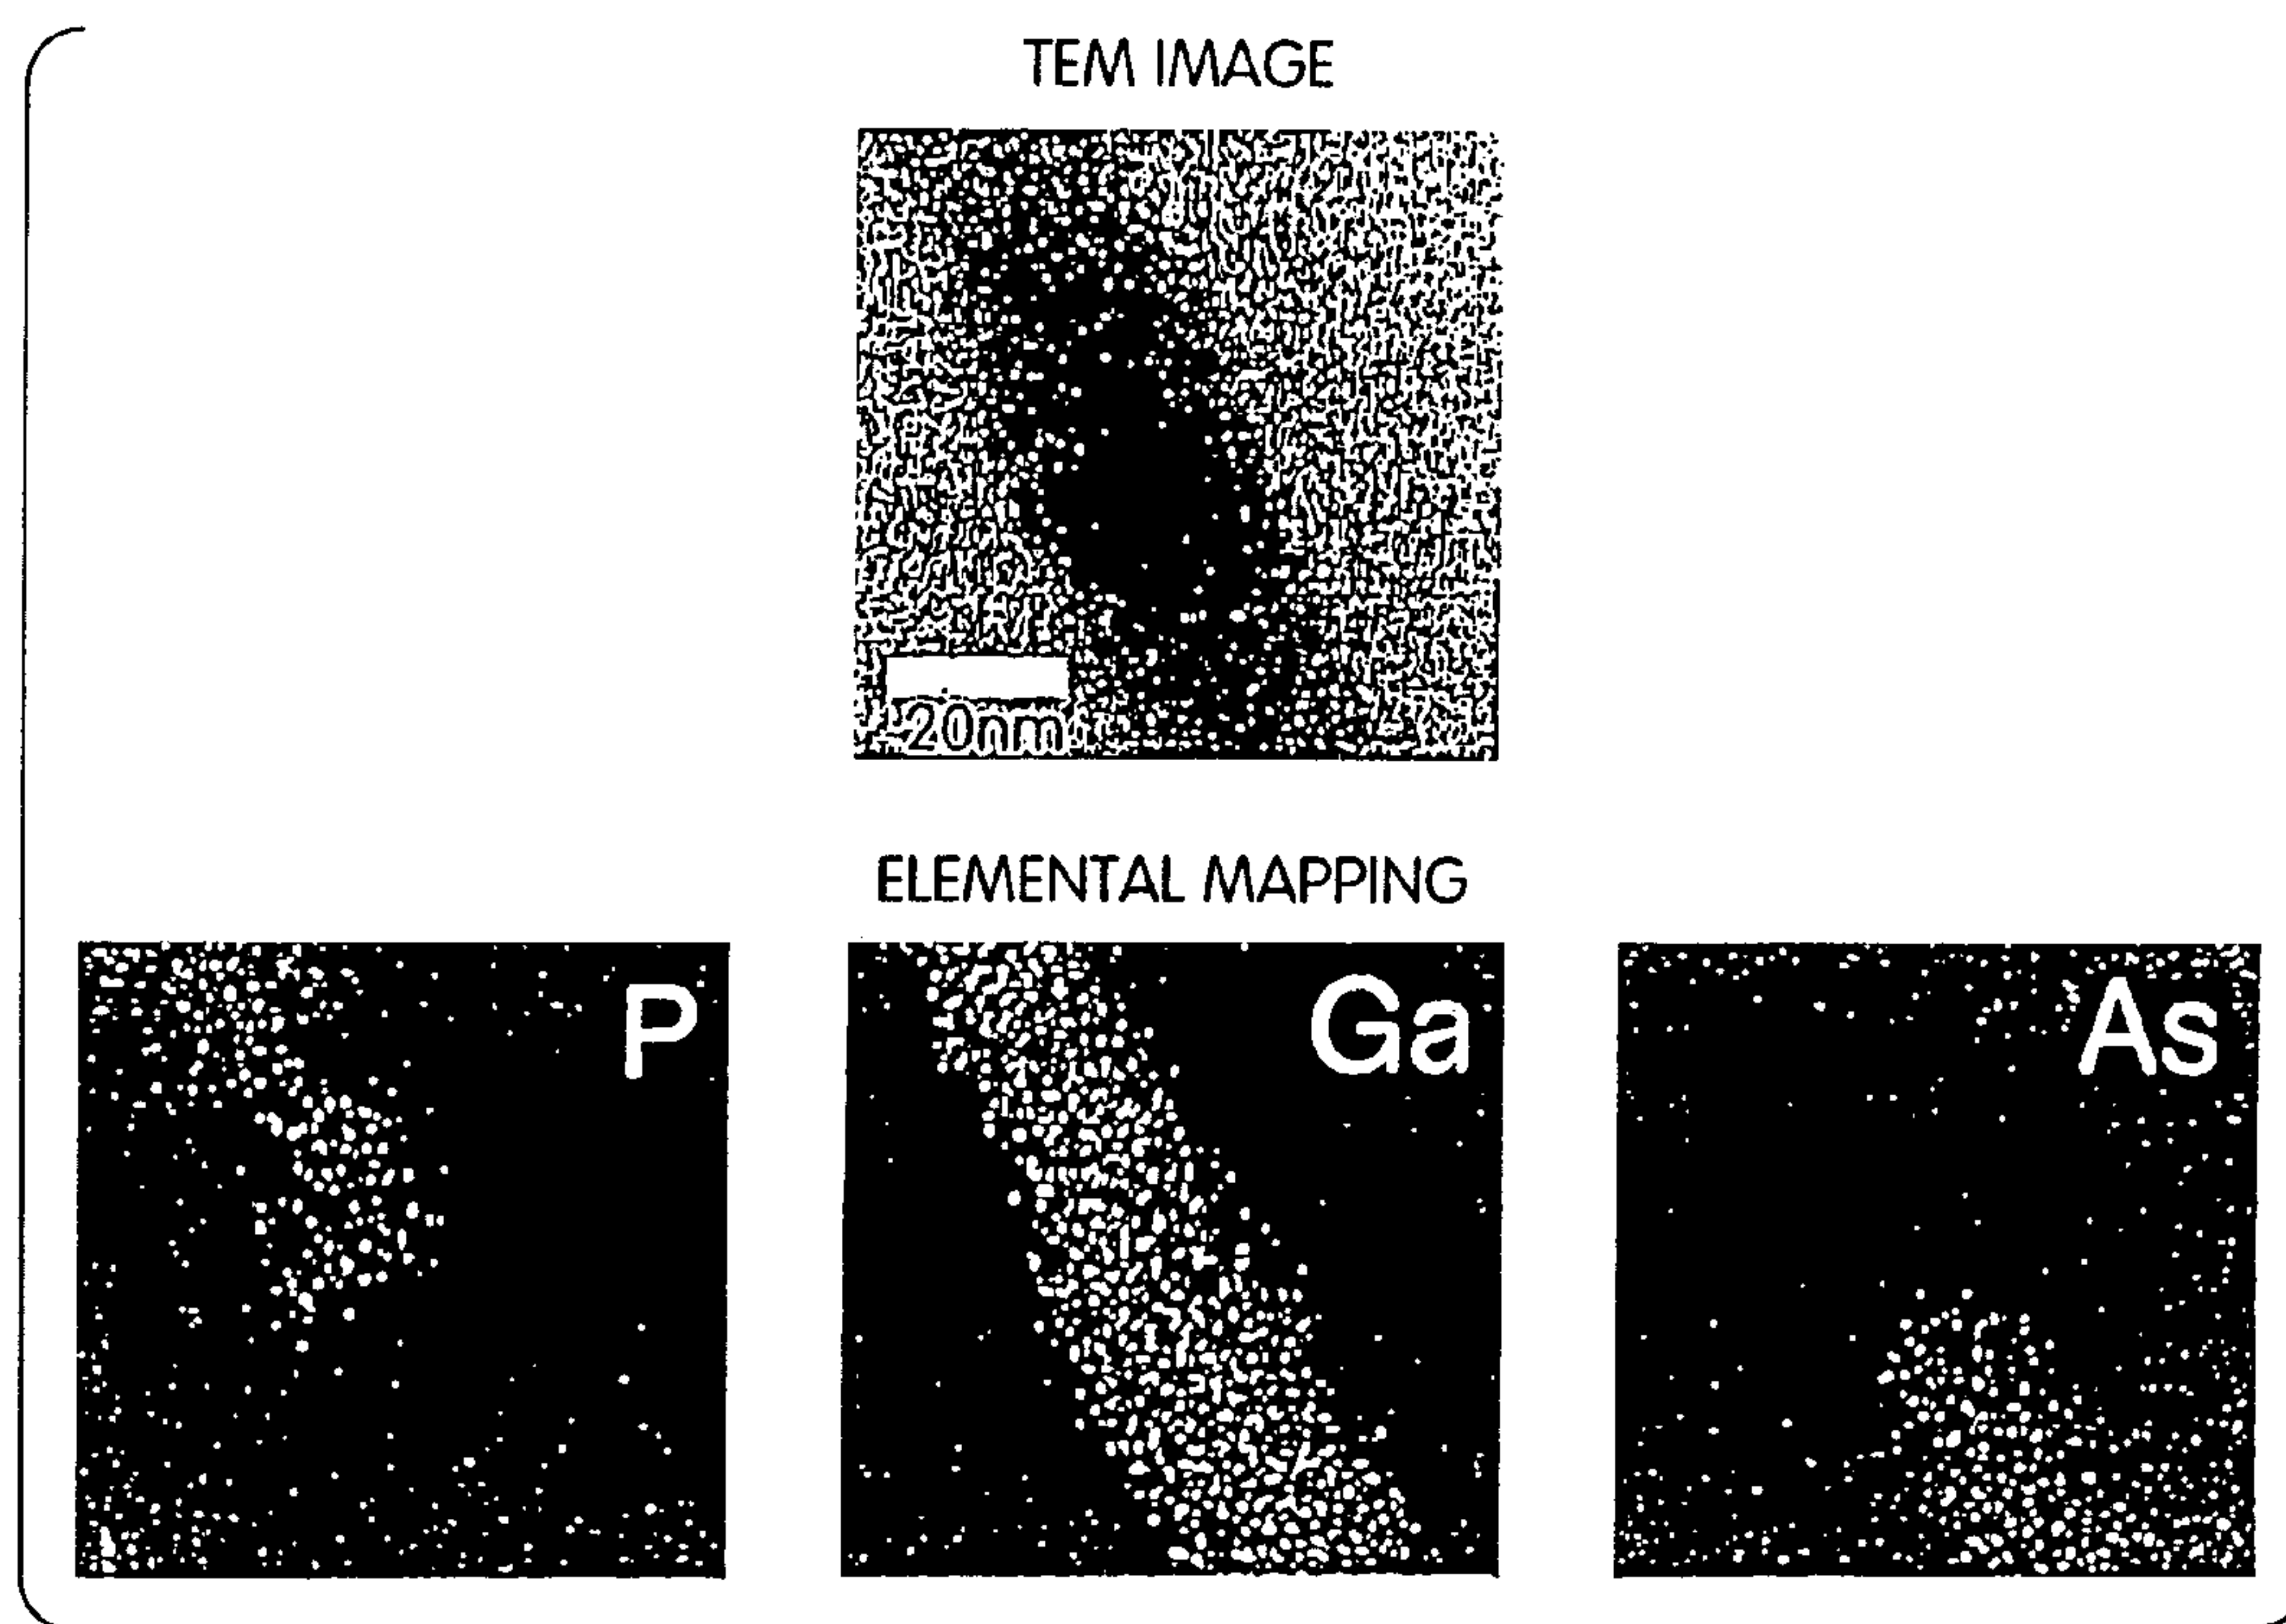 TEM IMAGE
20nm
ELEMENTAL MAPPING
P
Ga
As